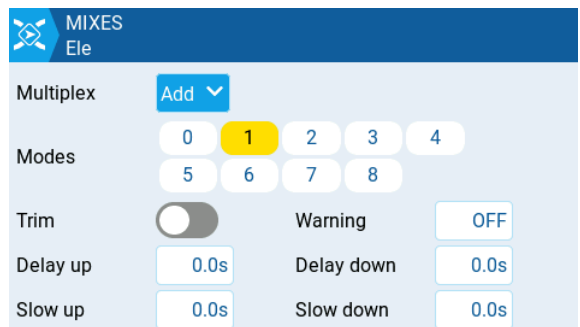 MIXES
Ele
Multiplex Add
Modes 0 1 2 3 4
5 6 7 8
Trim Warning OFF
Delay up 0.0s Delay down 0.0s
Slow up 0.0s Slow down 0.0s